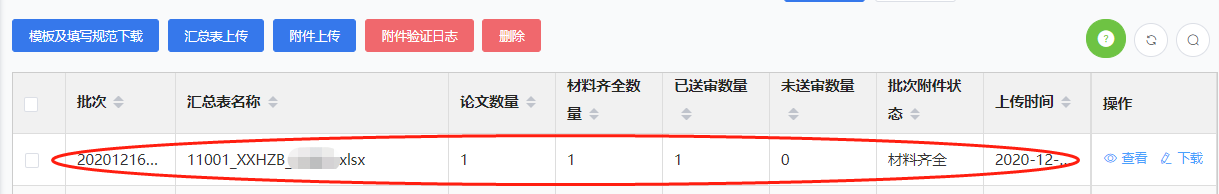 模板及填写规范下载 汇总表上传 附件上传 附件验证日志 删除
批次 汇总表名称 论文数量 材料齐全数量 已送审数量 未送审数量 批次附件状态 上传时间 操作
20201216... 11001_XXHZB_ xlsx 1 1 1 0 材料齐全 2020-12-... 查看 下载